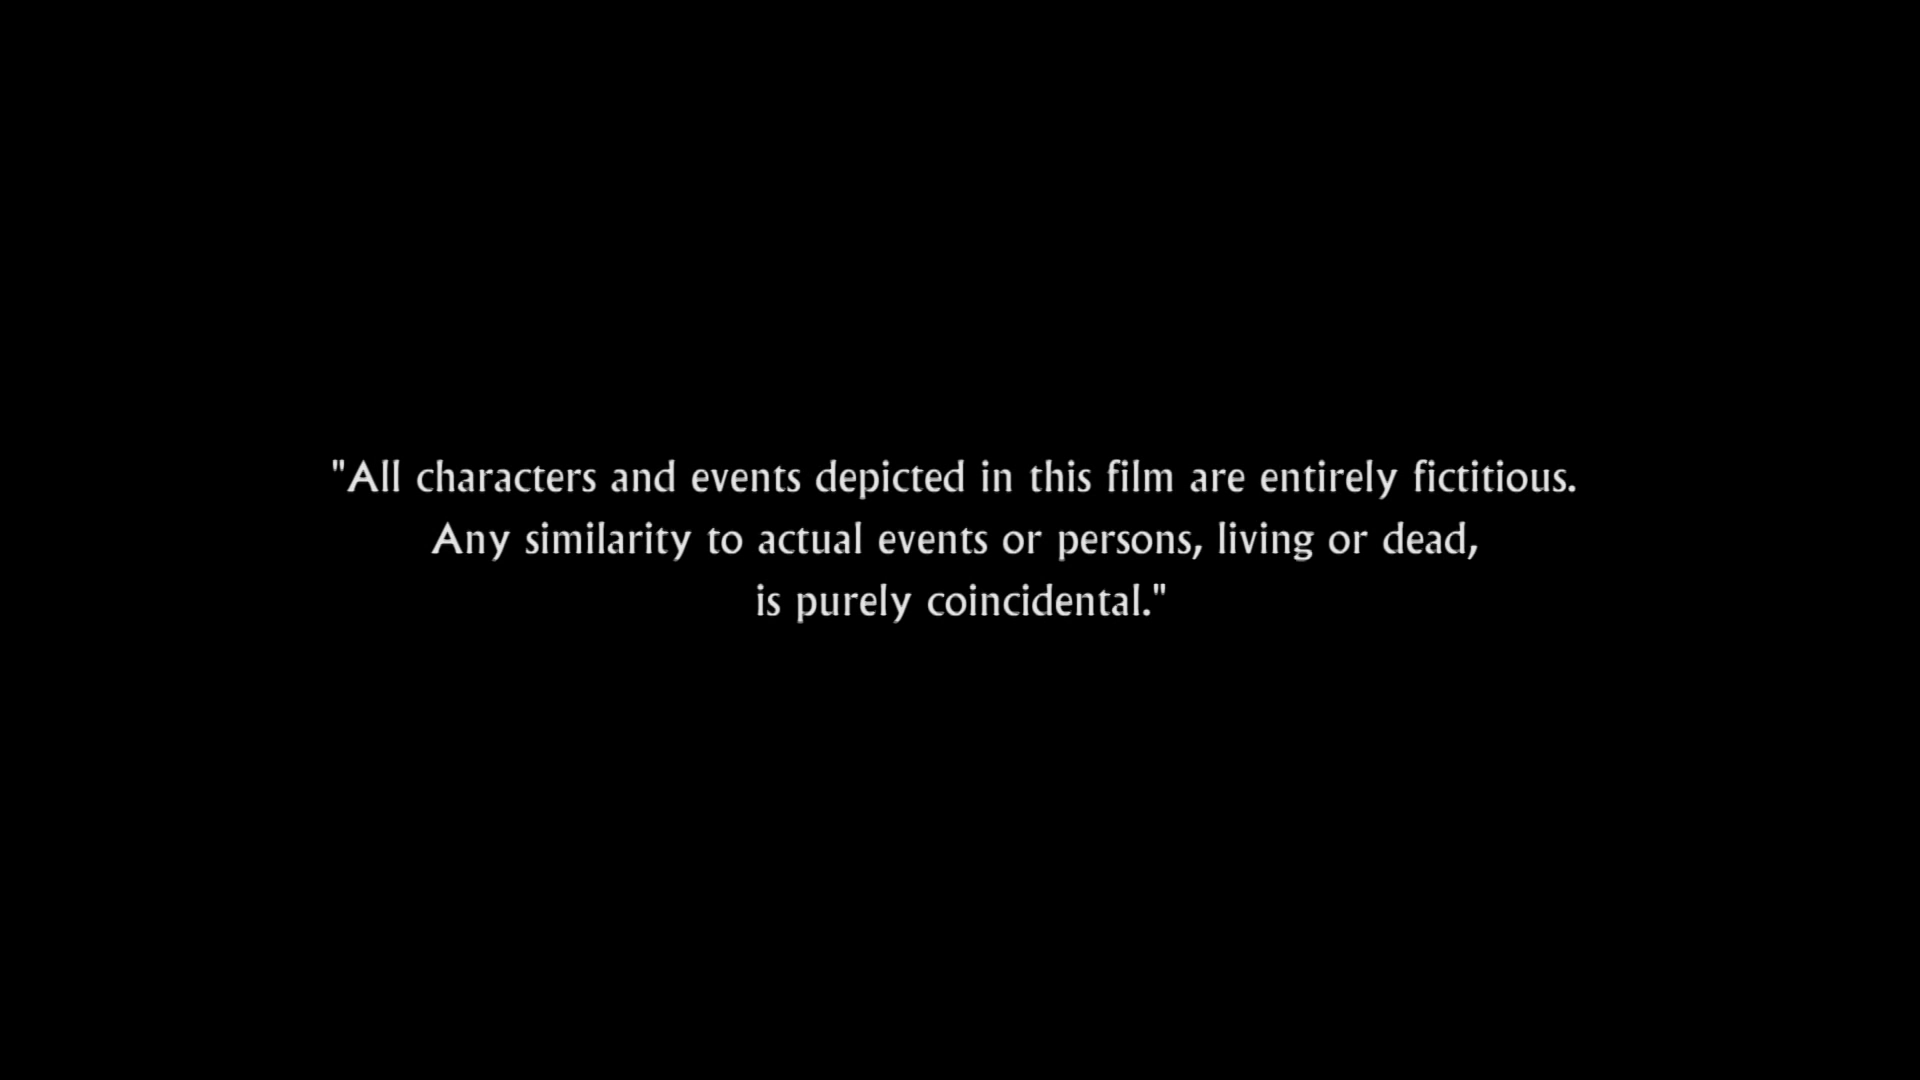 "All characters and events depicted in this film are entirely fictitious.
Any similarity to actual events or persons, living or dead,
is purely coincidental."